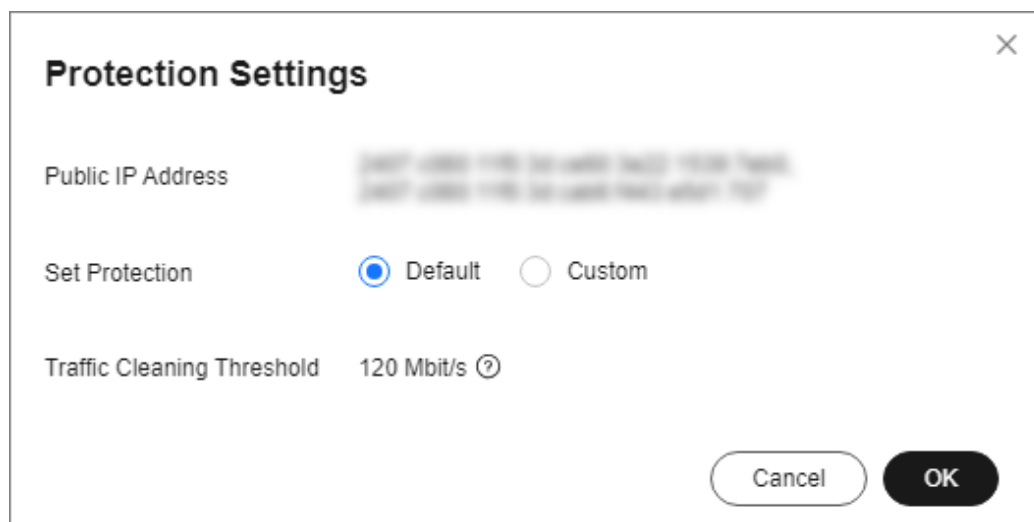 Protection Settings
Public IP Address
Set Protection Default Custom
Traffic Cleaning Threshold 120 Mbit/s
Cancel OK